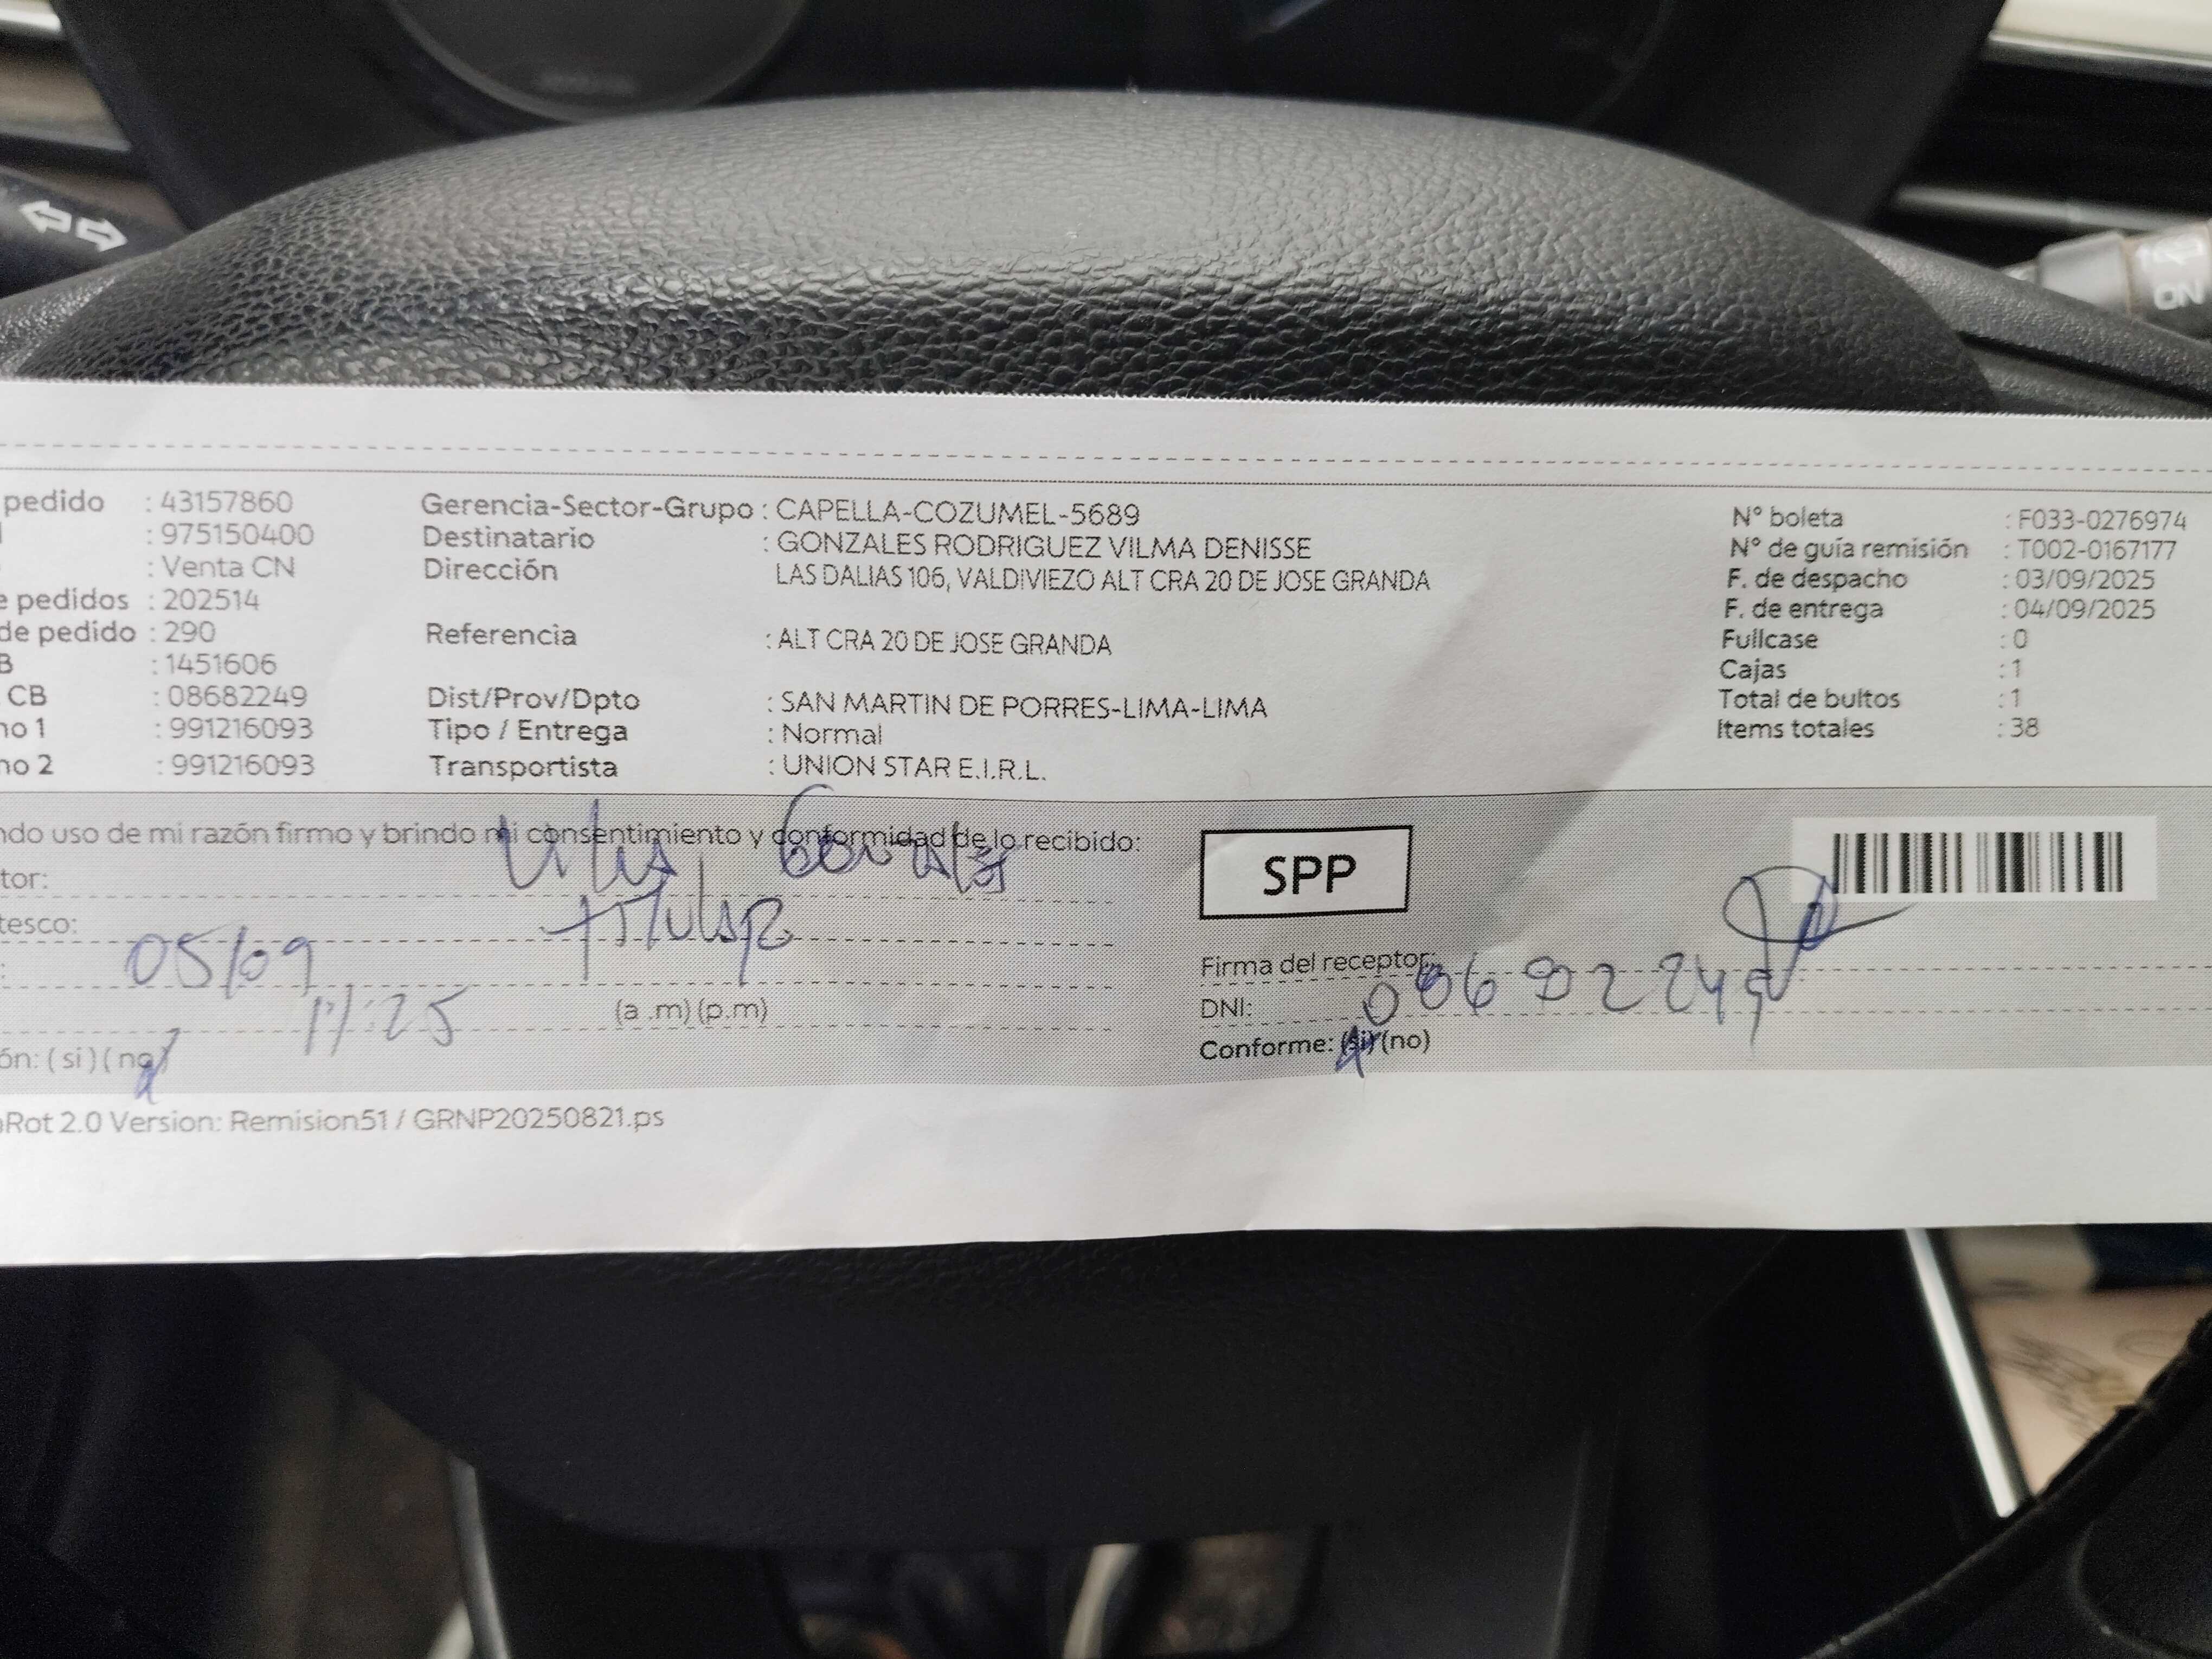 pedido : 43157860
: 975150400
: Venta CN
e pedidos : 202514
de pedido : 290
B : 1451606
CB : 08682249
no 1 : 991216093
no 2 : 991216093
Gerencia-Sector-Grupo : CAPELLA-COZUMEL-5689
Destinatario : GONZALES RODRIGUEZ VILMA DENISSE
Dirección LAS DALIAS 106, VALDIVIEZO ALT CRA 20 DE JOSE GRANDA
Referencia : ALT CRA 20 DE JOSE GRANDA
Dist/Prov/Dpto : SAN MARTIN DE PORRES-LIMA-LIMA
Tipo / Entrega : Normal
Transportista : UNION STAR E.I.R.L.
N° boleta : F033-0276974
N° de guía remisión : T002-0167177
F. de despacho : 03/09/2025
F. de entrega : 04/09/2025
Fullcase : 0
Cajas : 1
Total de bultos : 1
Items totales : 38
ndo uso de mi razón firmo y brindo mi consentimiento y conformidad de lo recibido:
tor:
tesco:
: 05/09
11:25 (a .m) (p.m)
ón: ( si ) ( no )
SPP
Firma del receptor:
DNI:
Conforme: (si) (no)
oRot 2.0 Version: Remision51 / GRNP20250821.ps
ON